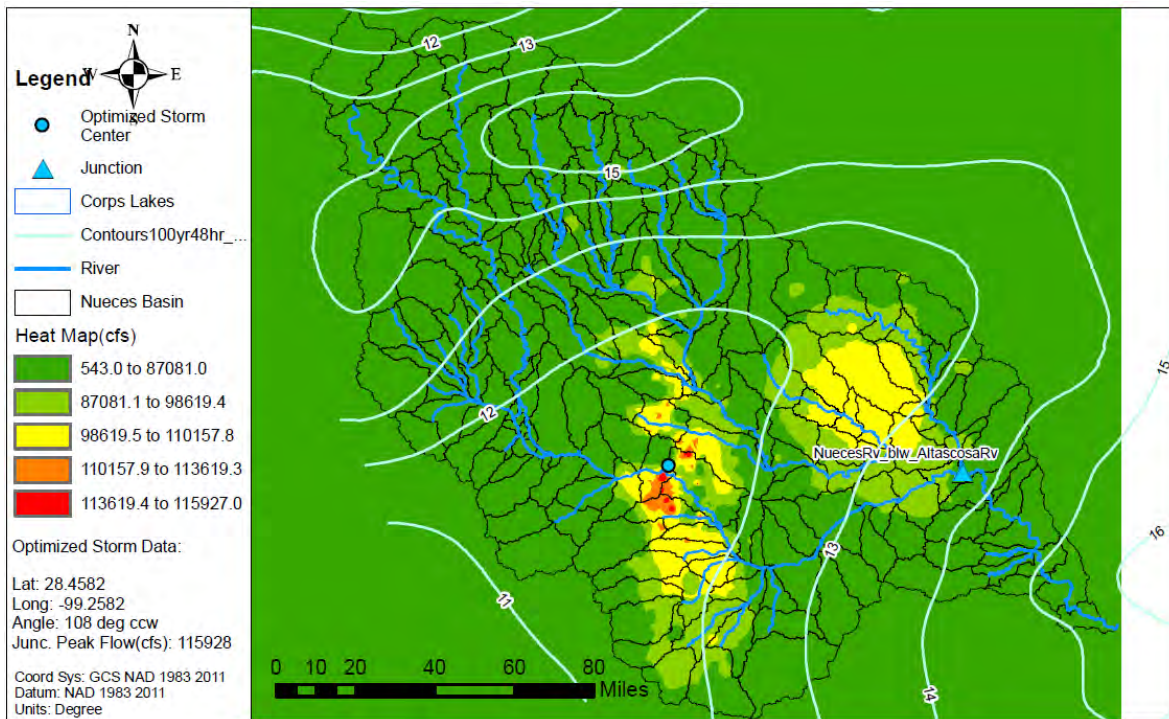 N
Legend
W
E
S
Optimized Storm
Center
Junction
Corps Lakes
Contours100yr48hr_...
River
Nueces Basin
Heat Map(cfs)
543.0 to 87081.0
87081.1 to 98619.4
98619.5 to 110157.8
110157.9 to 113619.3
113619.4 to 115927.0
Optimized Storm Data:
Lat: 28.4582
Long: -99.2582
Angle: 108 deg ccw
Junc. Peak Flow(cfs): 115928
Coord Sys: GCS NAD 1983 2011
Datum: NAD 1983 2011
Units: Degree
12
13
15
12
NuecesRv_blw_AltascosaRv
13
11
14
15
16
0 10 20 40 60 80
Miles